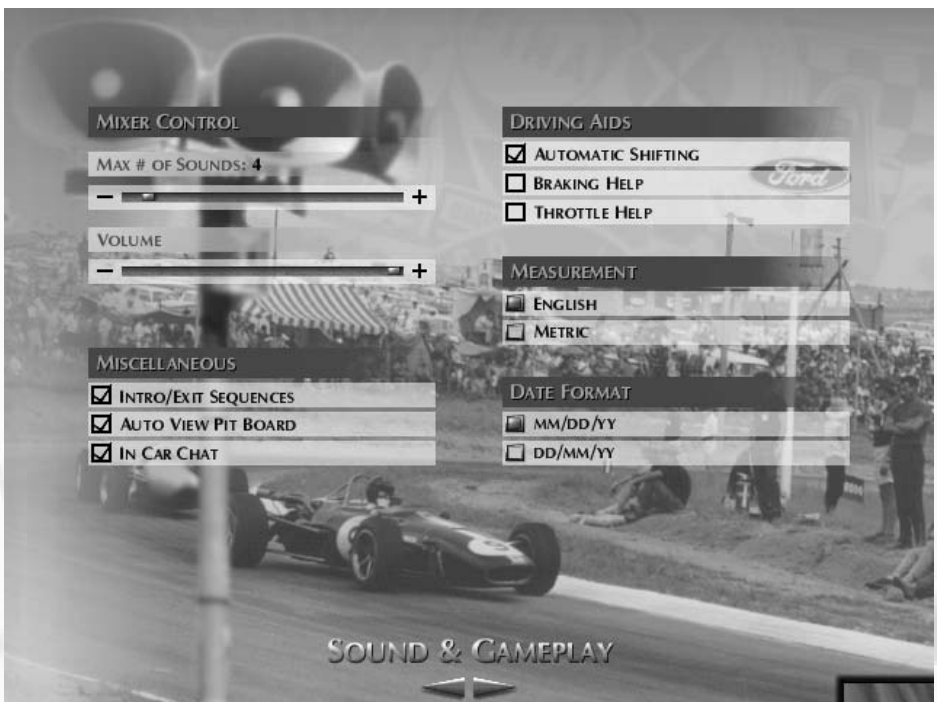 MIXER CONTROL
MAX # OF SOUNDS: 4
− +
VOLUME
− +
MISCELLANEOUS
INTRO/EXIT SEQUENCES
AUTO VIEW PIT BOARD
IN CAR CHAT
DRIVING AIDS
AUTOMATIC SHIFTING
BRAKING HELP
THROTTLE HELP
Ford
MEASUREMENT
ENGLISH
METRIC
DATE FORMAT
MM/DD/YY
DD/MM/YY
SOUND & GAMEPLAY